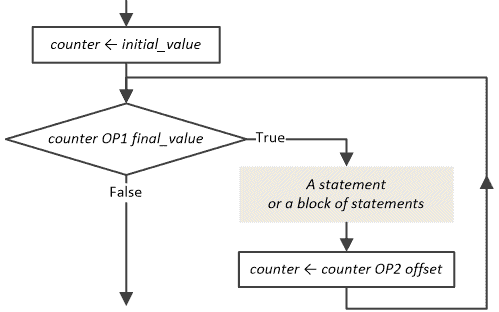 counter ← initial_value
counter OP1 final_value
True
False
A statement
or a block of statements
counter ← counter OP2 offset